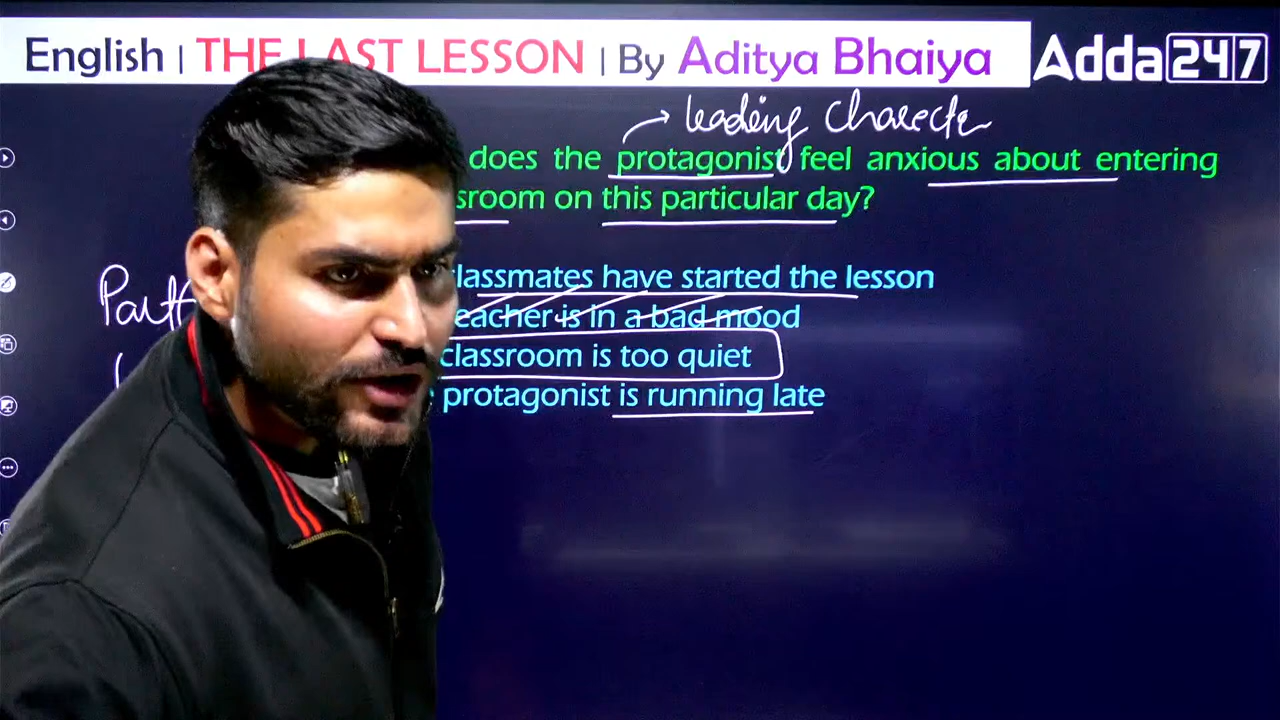 English | THE LAST LESSON | By Aditya Bhaiya
Adda247
leading Charecte
does the protagonist feel anxious about entering
sroom on this particular day?
lassmates have started the lesson
eacher is in a bad mood
classroom is too quiet
protagonist is running late